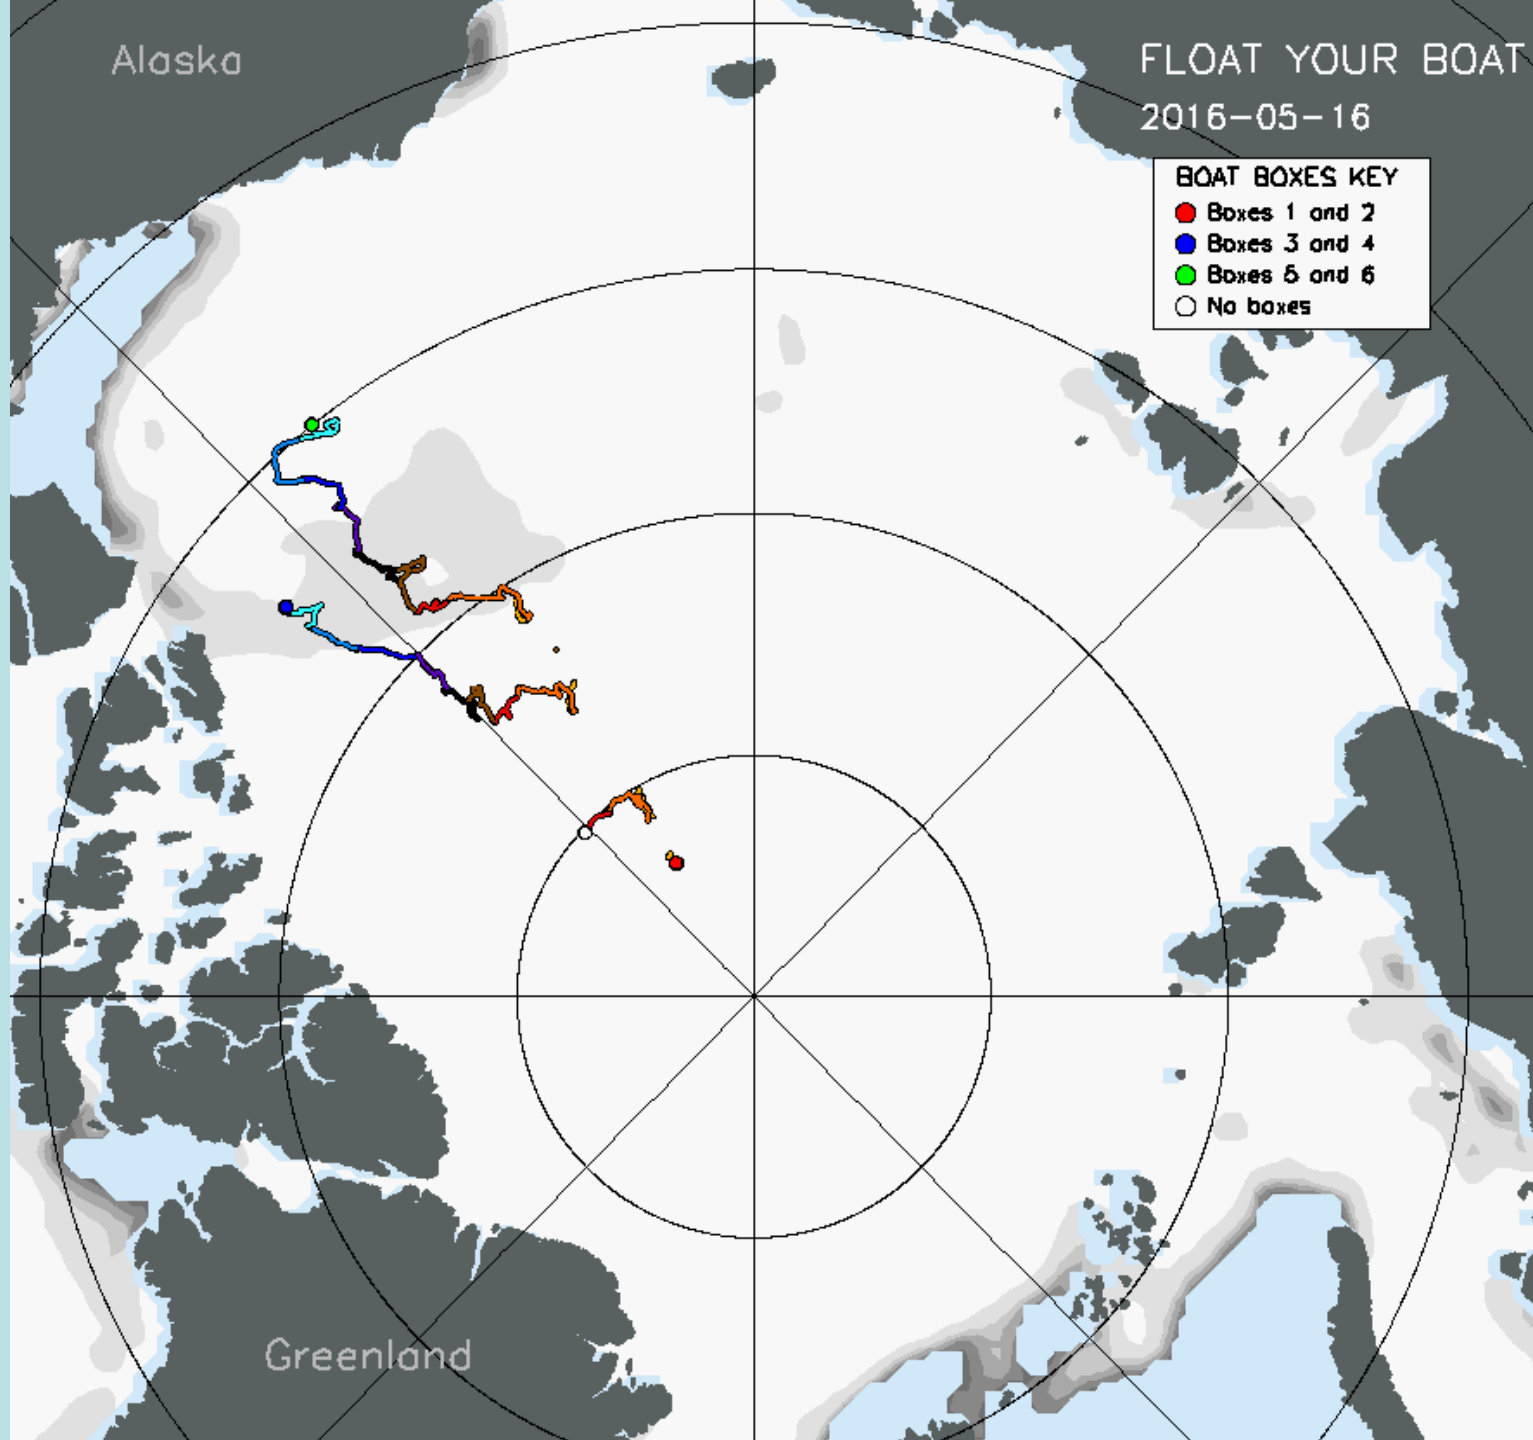 Alaska
FLOAT YOUR BOAT
2016-05-16
BOAT BOXES KEY
Boxes 1 and 2
Boxes 3 and 4
Boxes 5 and 6
No boxes
Greenland